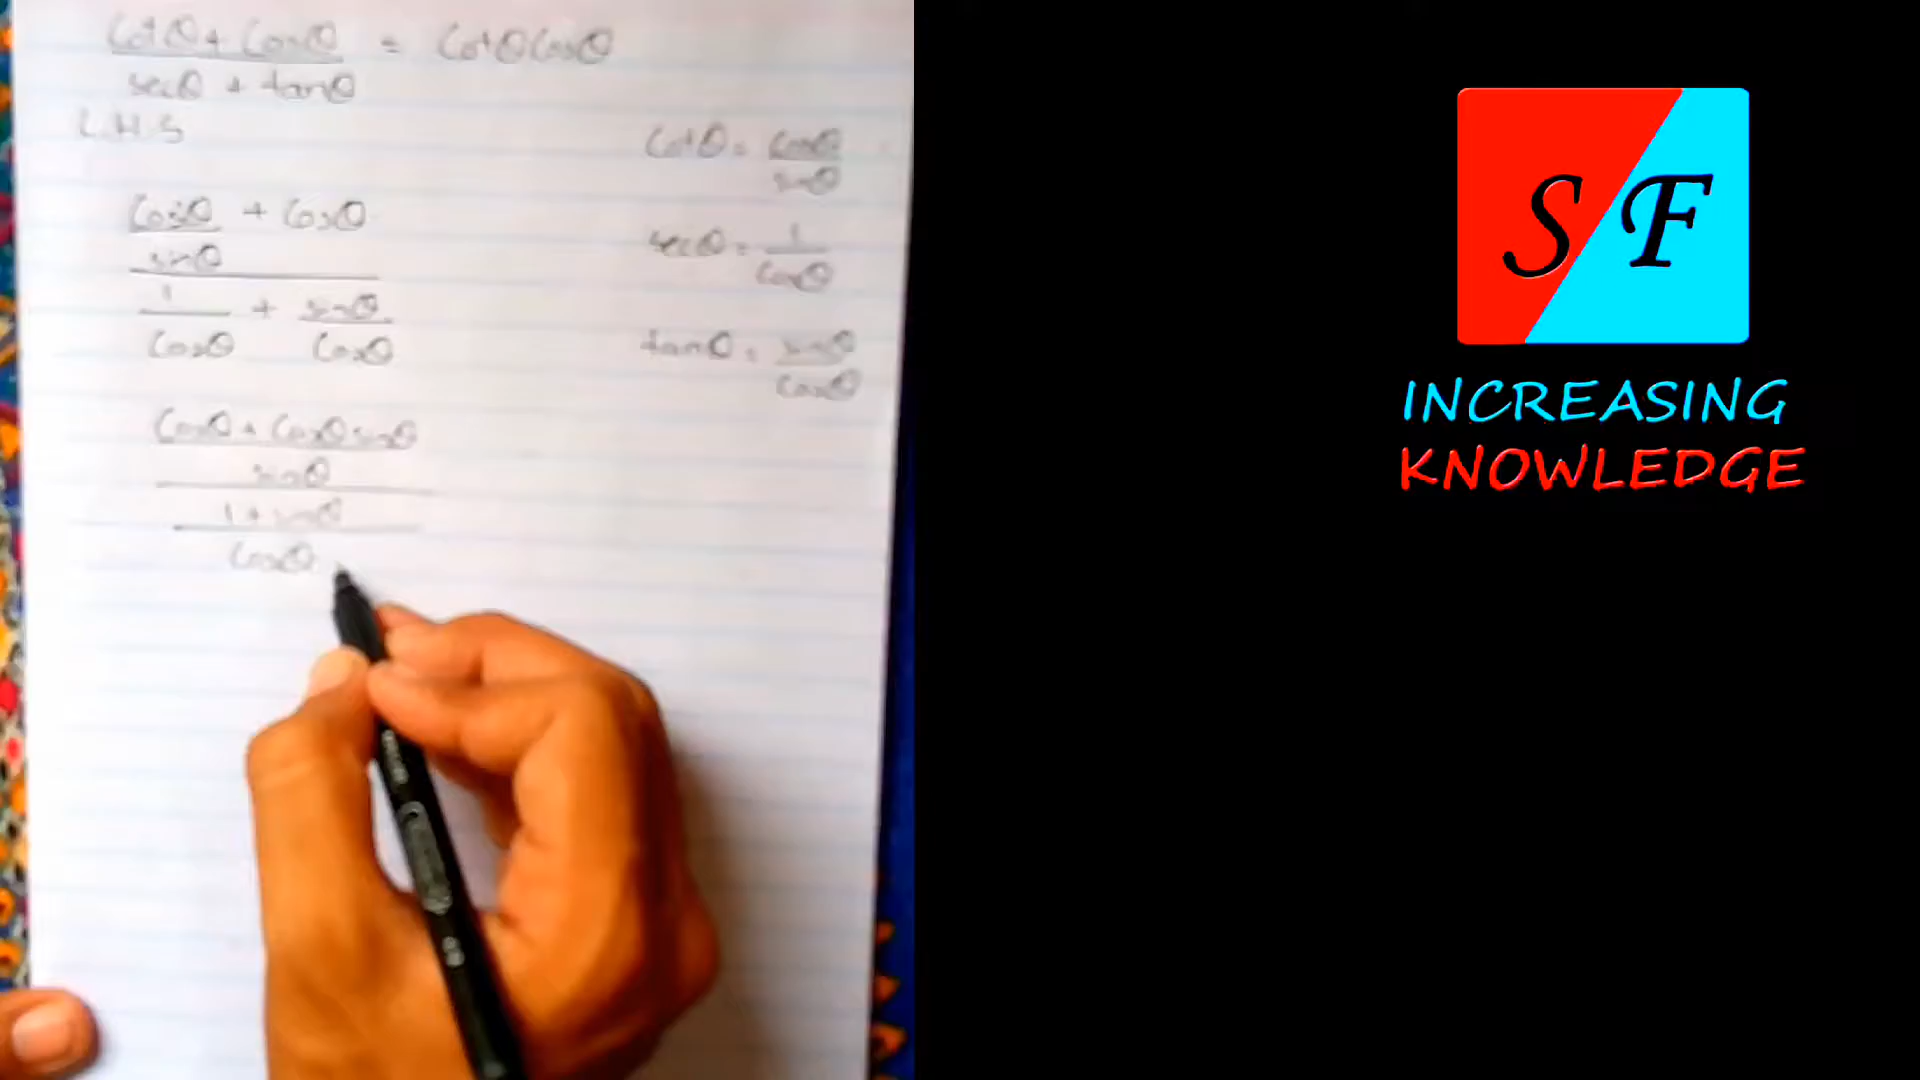 Cotθ + Cosθ = Cotθ Cosθ
secθ + tanθ
L.H.S
Cosθ + Cosθ
sinθ
1 + sinθ
Cosθ Cosθ
Cosθ + Cosθ sinθ
sinθ
1 + sinθ
Cosθ
Cotθ = Cosθ
sinθ
secθ = 1
Cosθ
tanθ = sinθ
Cosθ
SF
INCREASING
KNOWLEDGE